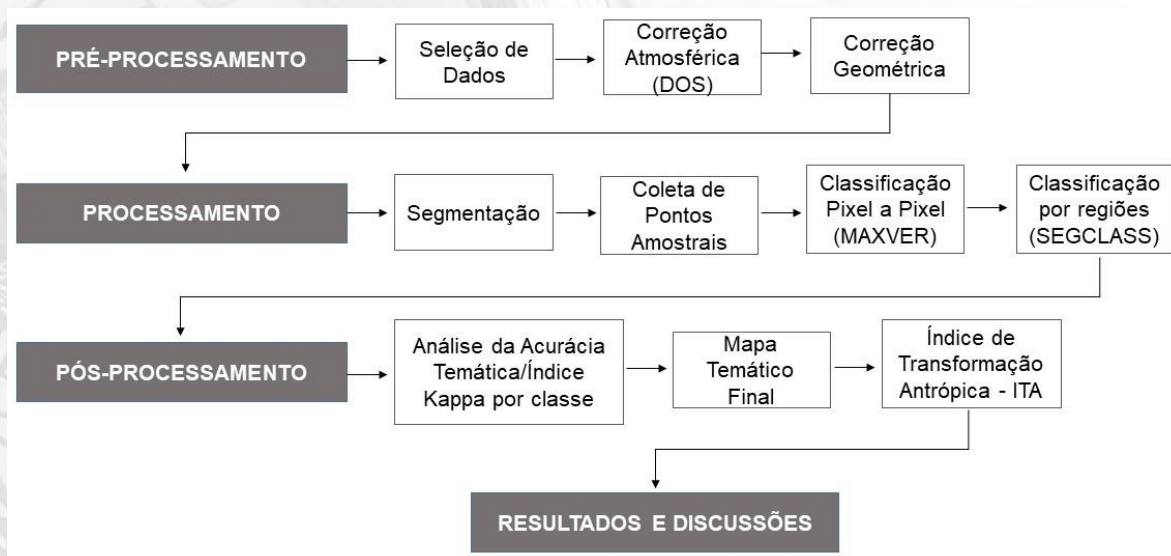 PRÉ-PROCESSAMENTO
Seleção de
Dados
Correção
Atmosférica
(DOS)
Correção
Geométrica
PROCESSAMENTO
Segmentação
Coleta de
Pontos
Amostrais
Classificação
Pixel a Pixel
(MAXVER)
Classificação
por regiões
(SEGCLASS)
PÓS-PROCESSAMENTO
Análise da Acurácia
Temática/Índice
Kappa por classe
Mapa
Temático
Final
Índice de
Transformação
Antrópica - ITA
RESULTADOS E DISCUSSÕES